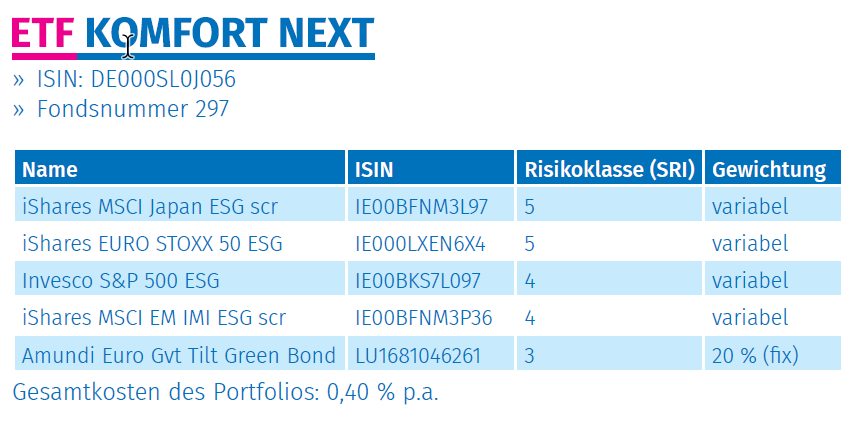 ETF KOMFORT NEXT
» ISIN: DE000SL0J056
» Fondsnummer 297
Name ISIN Risikoklasse (SRI) Gewichtung
iShares MSCI Japan ESG scr IE00BFNM3L97 5 variabel
iShares EURO STOXX 50 ESG IE000LXEN6X4 5 variabel
Invesco S&P 500 ESG IE00BKS7L097 4 variabel
iShares MSCI EM IMI ESG scr IE00BFNM3P36 4 variabel
Amundi Euro Gvt Tilt Green Bond LU1681046261 3 20 % (fix)
Gesamtkosten des Portfolios: 0,40 % p.a.